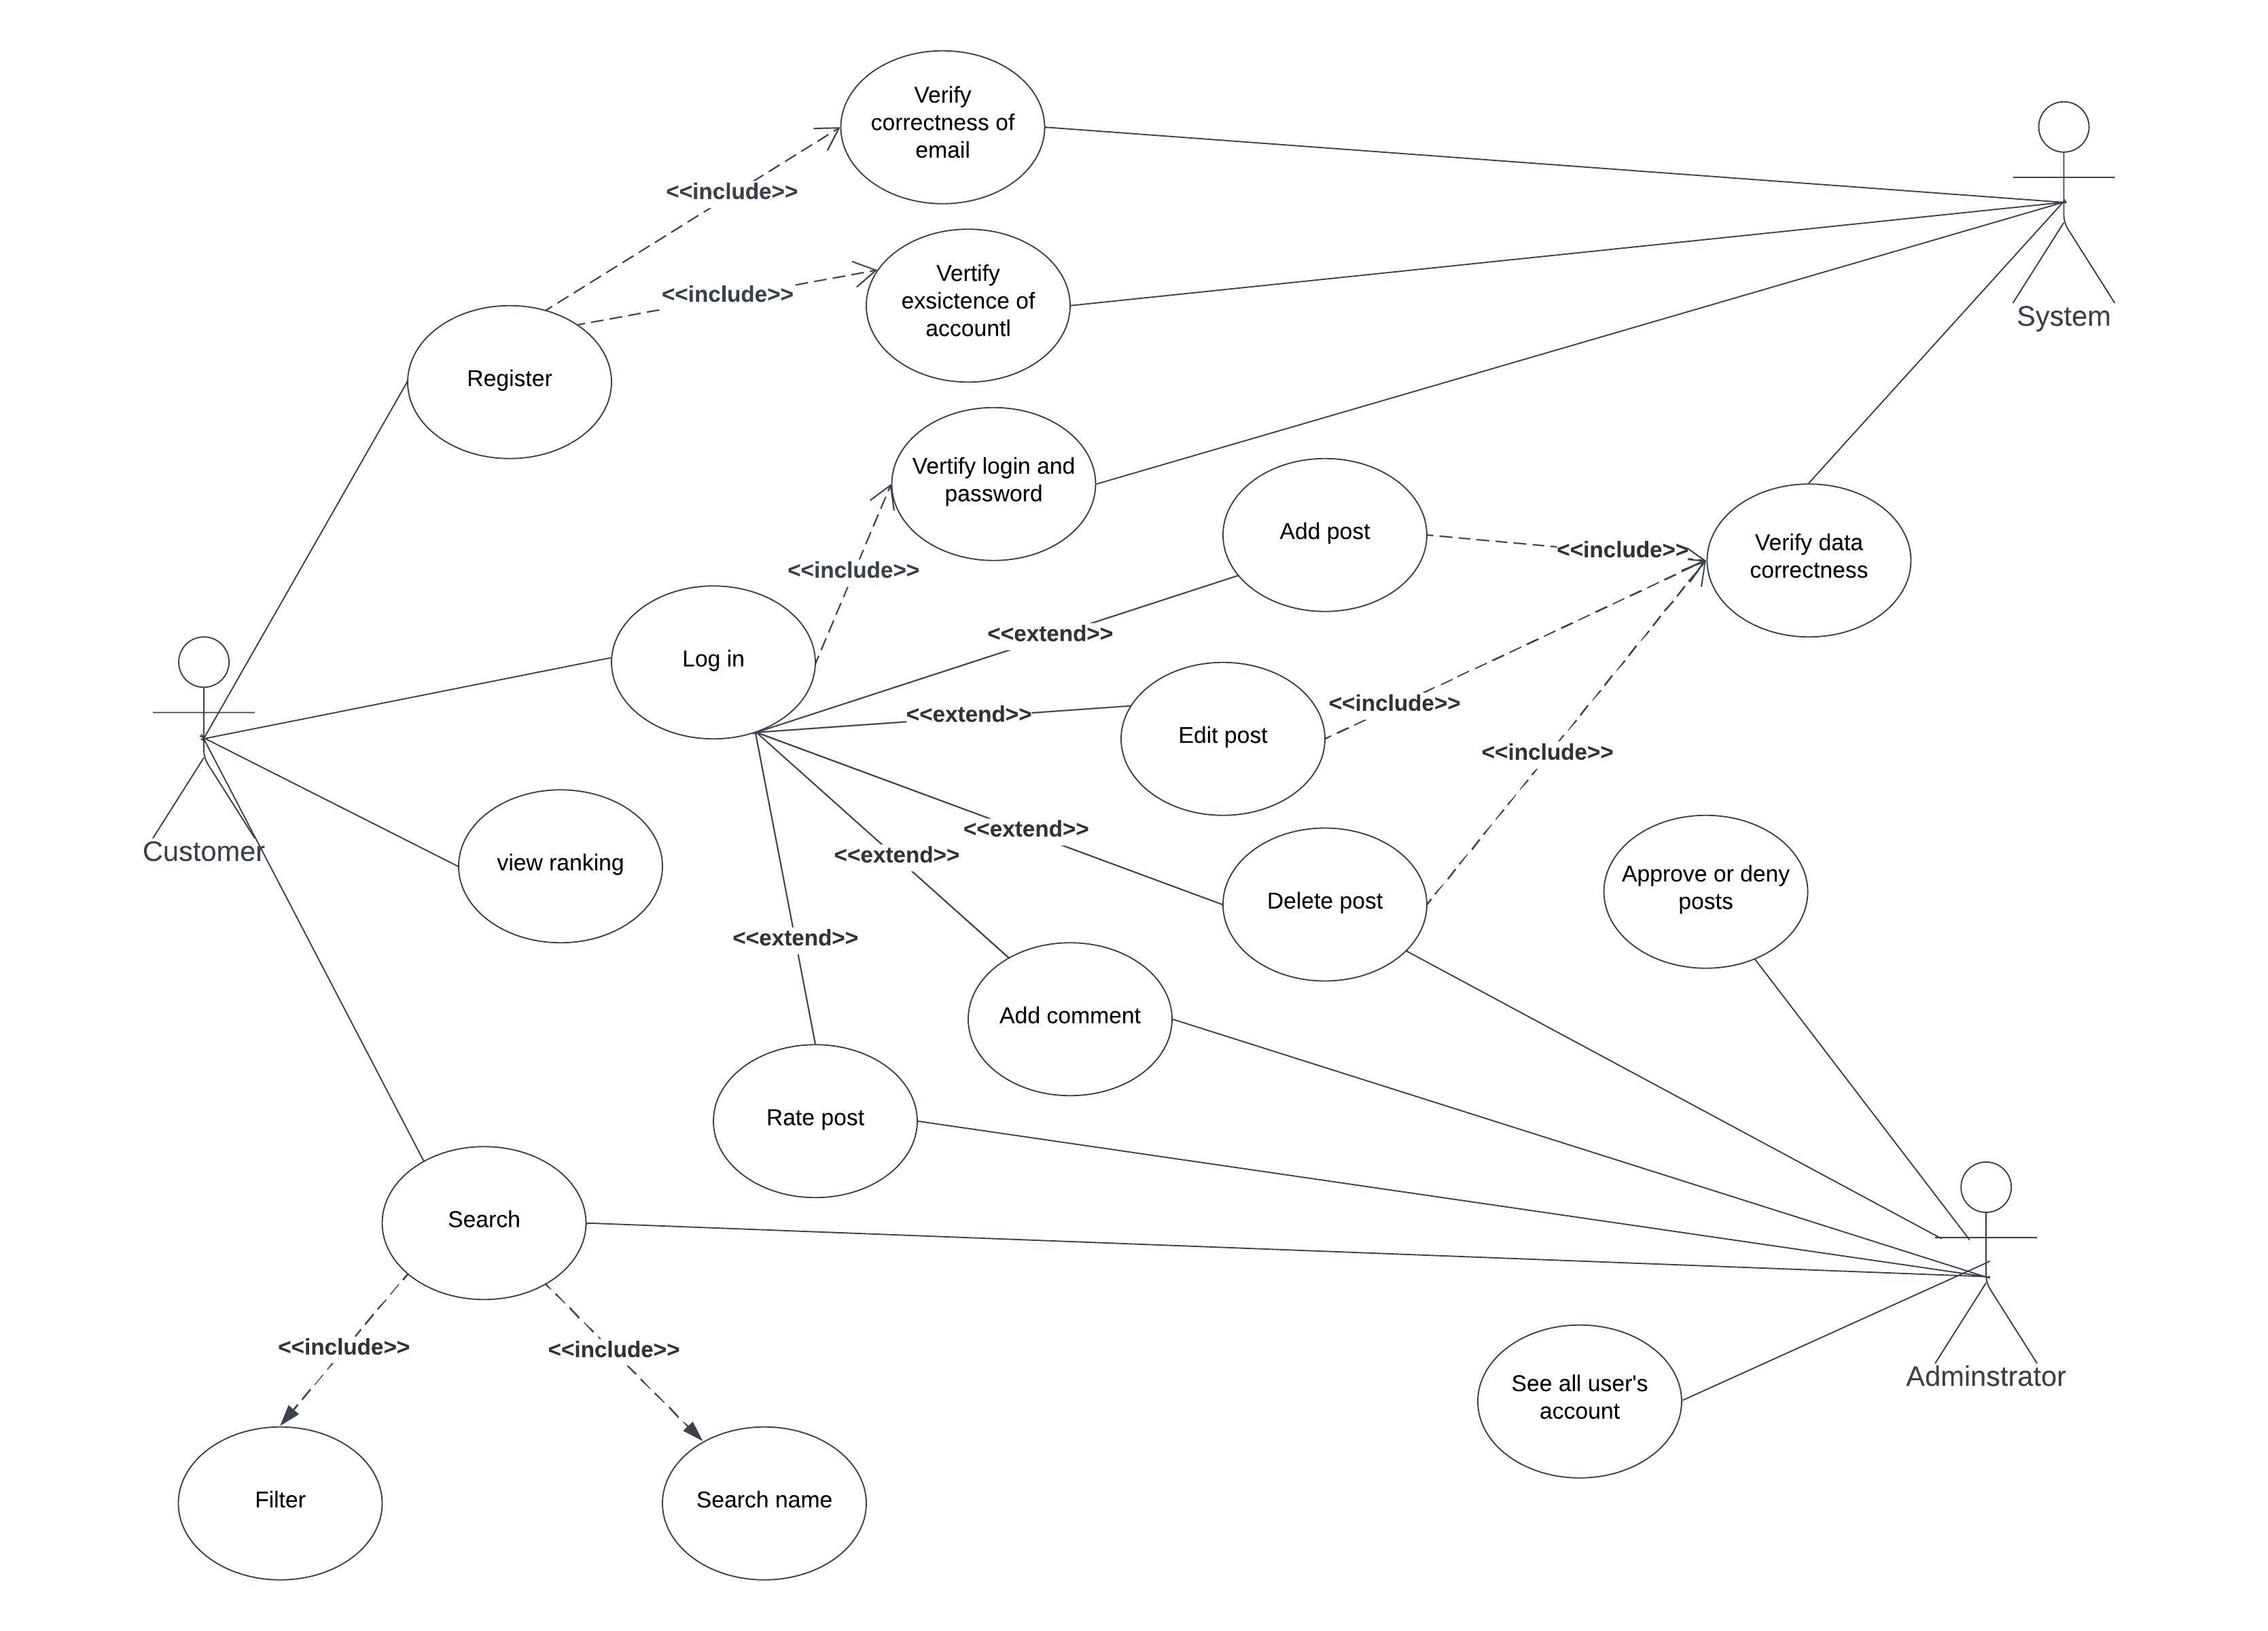 Verify
correctness of
email
<<include>>
System
Vertify
exsictence of
accountl
<<include>>
Register
Vertify login and
password
Add post
<<include>>
Verify data
correctness
<<include>>
<<extend>>
Log in
<<extend>>
Edit post
<<include>>
<<include>>
Customer
view ranking
<<extend>>
<<extend>>
Delete post
Approve or deny
posts
<<extend>>
Add comment
Rate post
Search
<<include>>
<<include>>
See all user's
account
Adminstrator
Filter
Search name